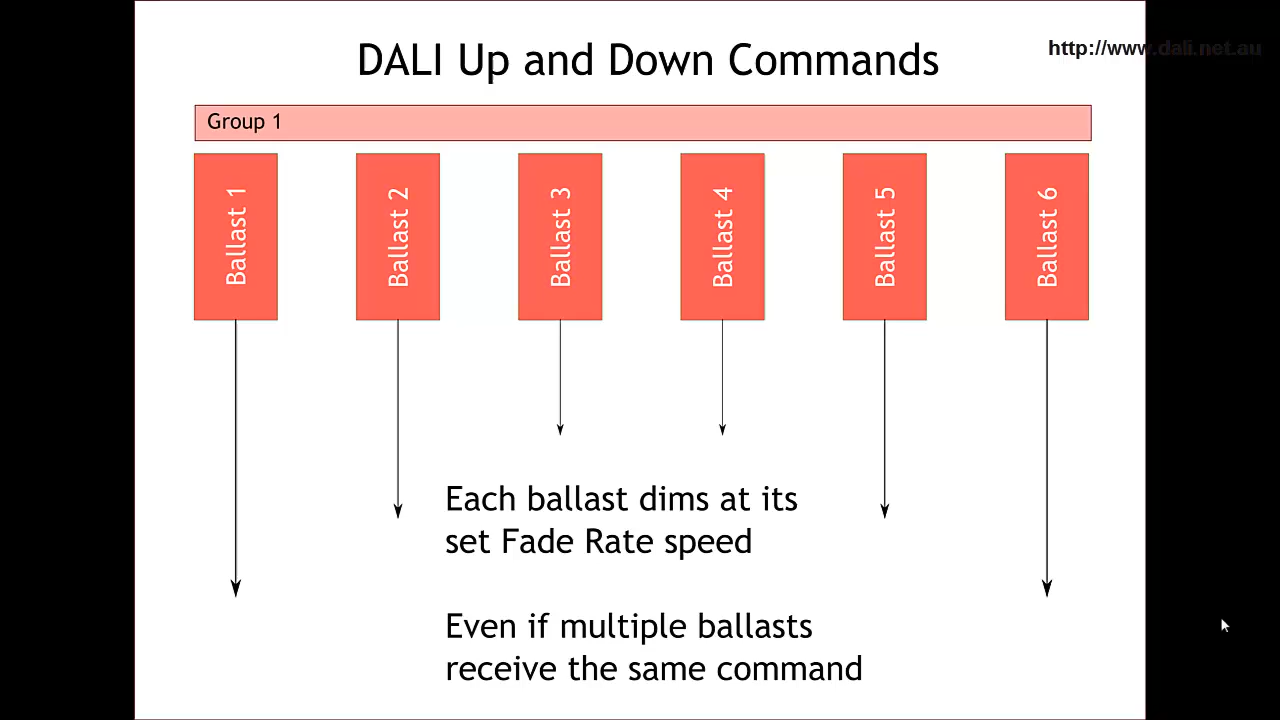 DALI Up and Down Commands
http://www.dali.net.au
Group 1
Ballast 1
Ballast 2
Ballast 3
Ballast 4
Ballast 5
Ballast 6
Each ballast dims at its
set Fade Rate speed
Even if multiple ballasts
receive the same command